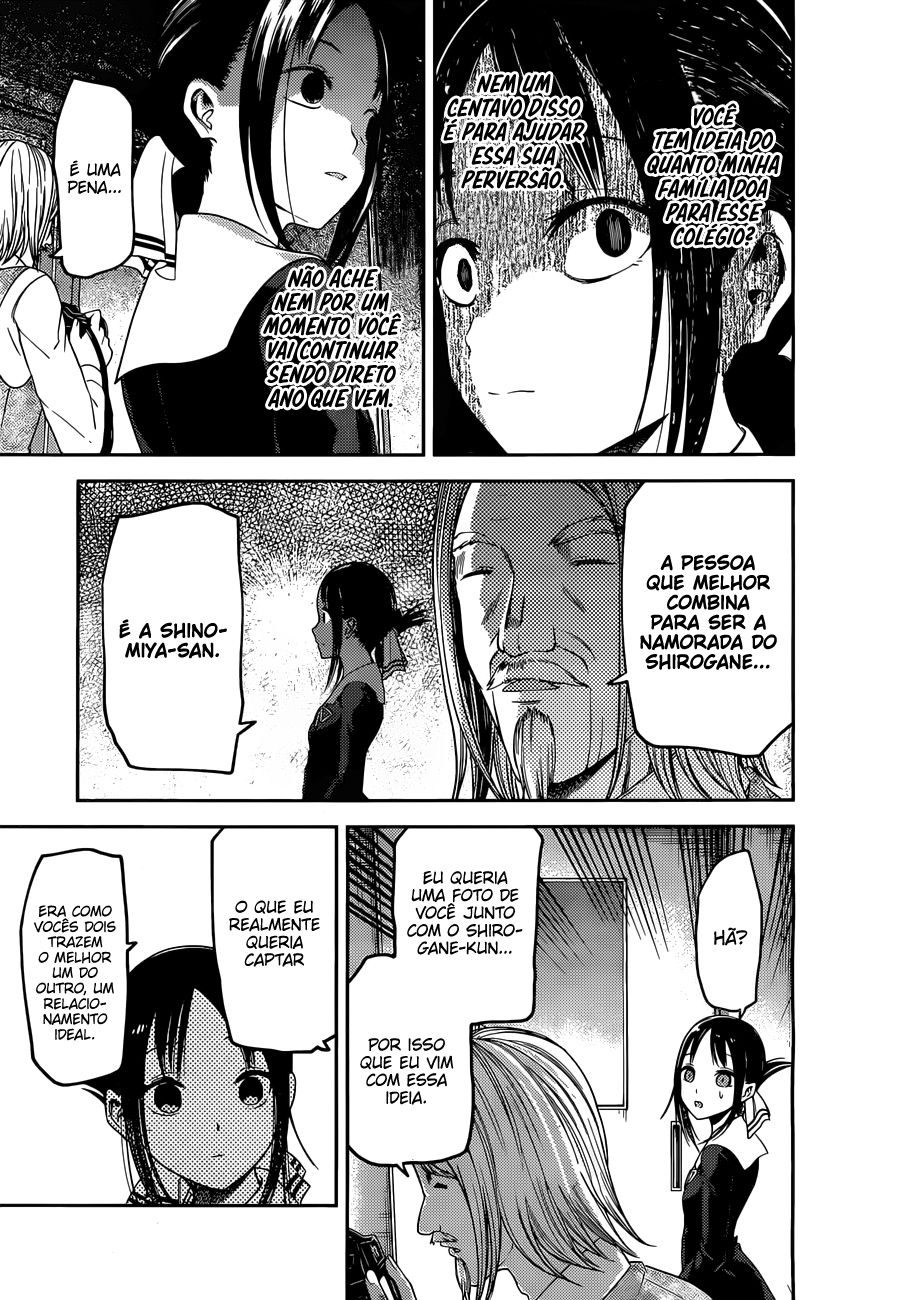 VOCÊ
TEM IDEIA DO
QUANTO MINHA
FAMÍLIA DOA
PARA ESSE
COLÉGIO?
NEM UM
CENTAVO DISSO
É PARA AJUDAR
ESSA SUA
PERVERSÃO.
NÃO ACHE
NEM POR UM
MOMENTO VOCÊ
VAI CONTINUAR
SENDO DIRETO
ANO QUE VEM.
É UMA
PENA...
A PESSOA
QUE MELHOR
COMBINA
PARA SER A
NAMORADA DO
SHIROGANE...
É A SHINO-
MIYA-SAN.
HÃ?
EU QUERIA
UMA FOTO DE
VOCÊ JUNTO
COM O SHIRO-
GANE-KUN...
POR ISSO
QUE EU VIM
COM ESSA
IDEIA.
O QUE EU
REALMENTE
QUERIA
CAPTAR
ERA COMO
VOCÊS DOIS
TRAZEM O
MELHOR
UM DO
OUTRO, UM
RELACIO-
NAMENTO
IDEAL.